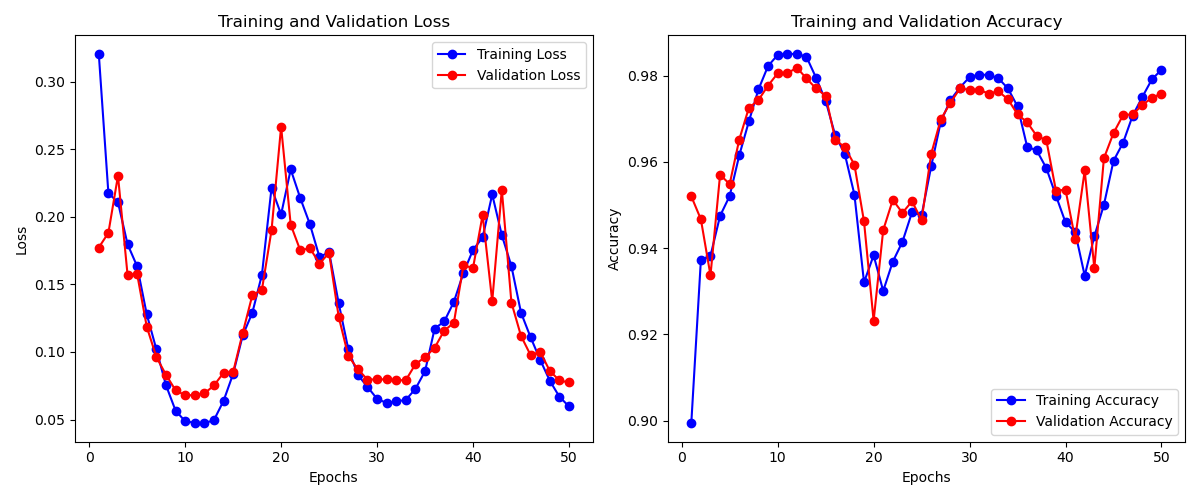 Training and Validation Loss
Training Loss
Validation Loss
Loss
0.30
0.25
0.20
0.15
0.10
0.05
0 10 20 30 40 50
Epochs
Training and Validation Accuracy
Accuracy
0.98
0.96
0.94
0.92
0.90
Training Accuracy
Validation Accuracy
0 10 20 30 40 50
Epochs